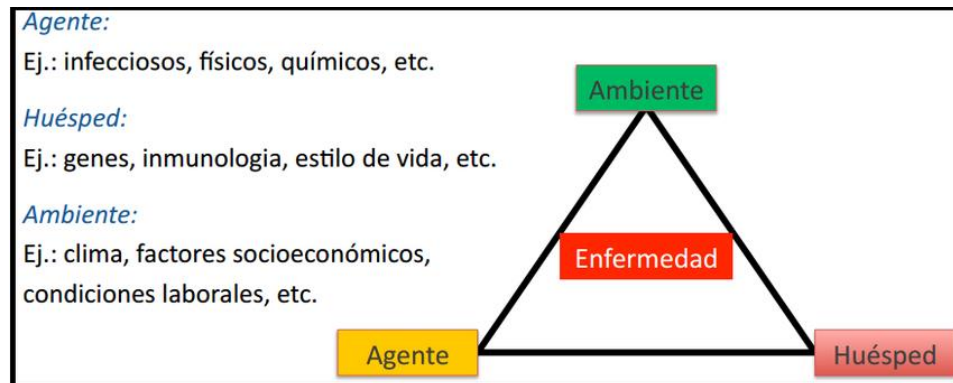 Agente:
Ej.: infecciosos, físicos, químicos, etc.
Huésped:
Ej.: genes, inmunologia, estilo de vida, etc.
Ambiente:
Ej.: clima, factores socioeconómicos,
condiciones laborales, etc.
Ambiente
Enfermedad
Agente
Huésped